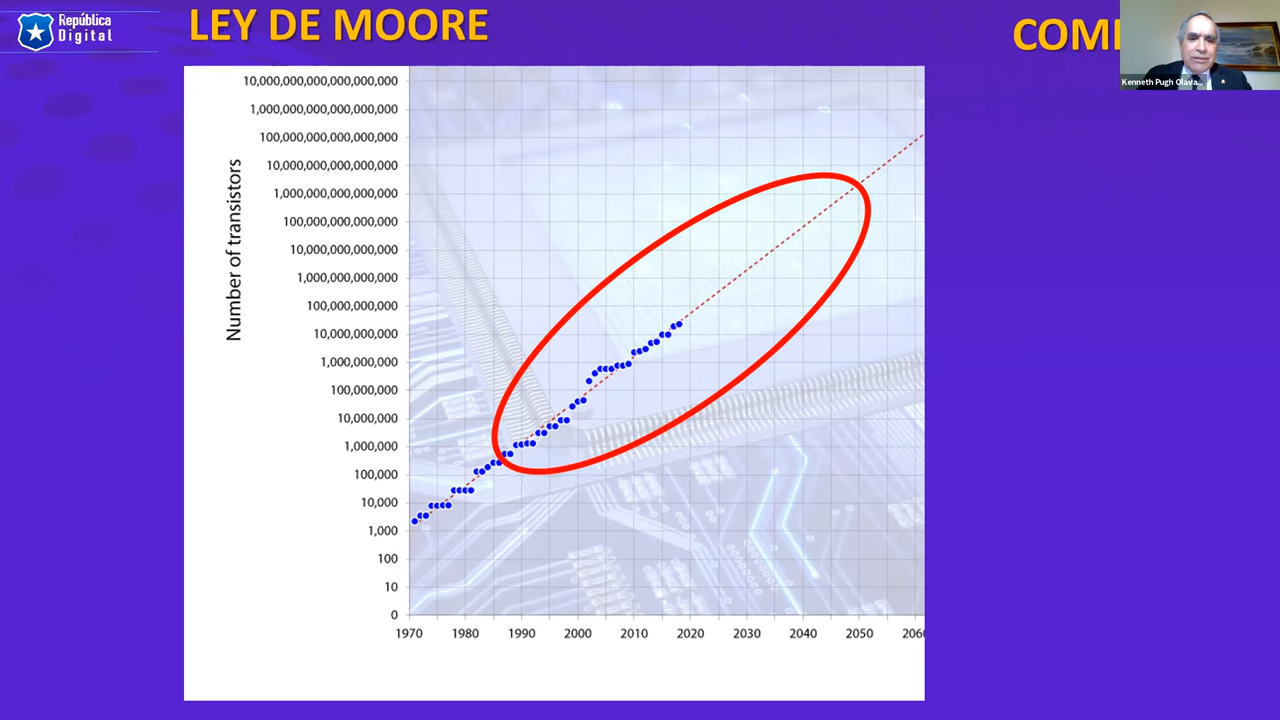 República
Digital
LEY DE MOORE
COM
Kenneth Pugh Olava...
Number of transistors
10,000,000,000,000,000,000
1,000,000,000,000,000,000
100,000,000,000,000,000
10,000,000,000,000,000
1,000,000,000,000,000
100,000,000,000,000
10,000,000,000,000
1,000,000,000,000
100,000,000,000
10,000,000,000
1,000,000,000
100,000,000
10,000,000
1,000,000
100,000
10,000
1,000
100
10
0
1970 1980 1990 2000 2010 2020 2030 2040 2050 206